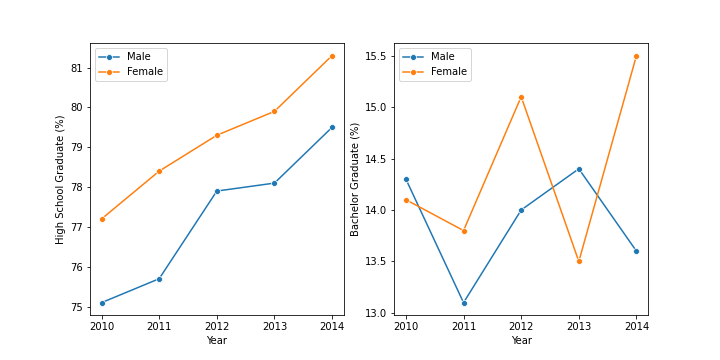 Male
Female
High School Graduate (%)
81
80
79
78
77
76
75
2010 2011 2012 2013 2014
Year
Male
Female
Bachelor Graduate (%)
15.5
15.0
14.5
14.0
13.5
13.0
2010 2011 2012 2013 2014
Year